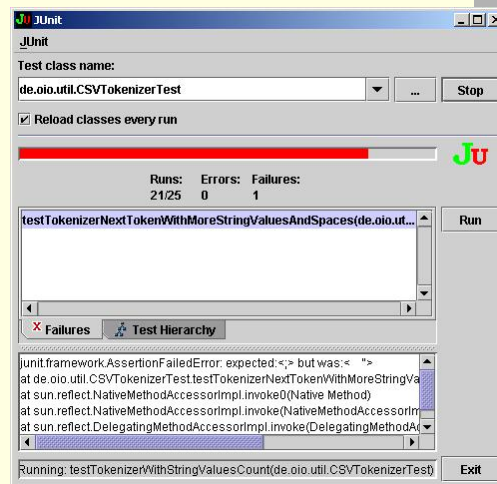 JU JUnit
JUnit
Test class name:
de.oio.util.CSVTokenizerTest
...
Stop
Reload classes every run
JU
Runs: Errors: Failures:
21/25 0 1
testTokenizerNextTokenWithMoreStringValuesAndSpaces(de.oio.ut...
Run
X Failures
Test Hierarchy
junit.framework.AssertionFailedError: expected:<;> but was:< ">
at de.oio.util.CSVTokenizerTest.testTokenizerNextTokenWithMoreStringVa
at sun.reflect.NativeMethodAccessorImpl.invoke0(Native Method)
at sun.reflect.NativeMethodAccessorImpl.invoke(NativeMethodAccessorIm
at sun.reflect.DelegatingMethodAccessorImpl.invoke(DelegatingMethodAc
Running: testTokenizerWithStringValuesCount(de.oio.util.CSVTokenizerTest)
Exit